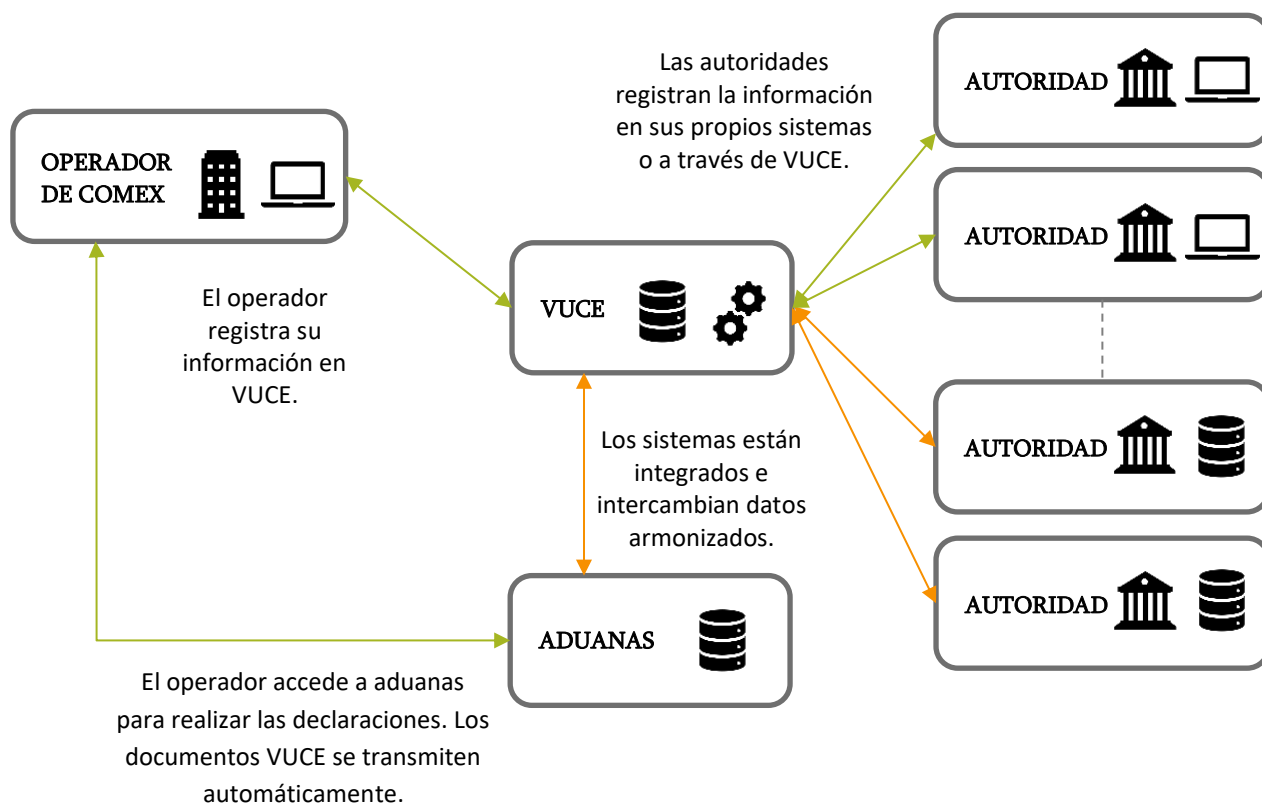 Las autoridades
registran la información
en sus propios sistemas
o a través de VUCE.
AUTORIDAD
OPERADOR
DE COMEX
AUTORIDAD
El operador
registra su
información en
VUCE.
VUCE
AUTORIDAD
Los sistemas están
integrados e
intercambian datos
armonizados.
AUTORIDAD
ADUANAS
El operador accede a aduanas
para realizar las declaraciones. Los
documentos VUCE se transmiten
automáticamente.